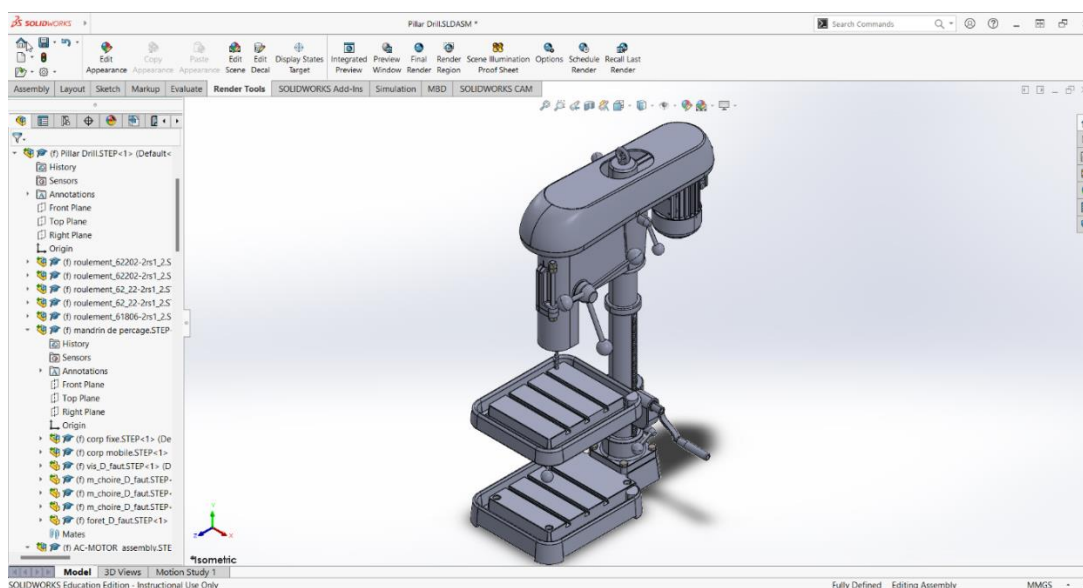 SOLIDWORKS
Pillar Drill.SLDASM *
Search Commands
Edit Appearance
Copy Appearance
Paste Appearance
Edit Scene
Edit Decal
Display States Target
Integrated Preview
Preview Window
Final Render
Render Region
Scene Illumination Proof Sheet
Options
Schedule Render
Recall Last Render
Assembly Layout Sketch Markup Evaluate Render Tools SOLIDWORKS Add-Ins Simulation MBD SOLIDWORKS CAM
(f) Pillar Drill.STEP<1> (Default<
History
Sensors
Annotations
Front Plane
Top Plane
Right Plane
Origin
(f) roulement_62202-2rs1_2.S
(f) roulement_62202-2rs1_2.S
(f) roulement_62_22-2rs1_2.S
(f) roulement_62_22-2rs1_2.S
(f) roulement_61806-2rs1_2.S
(f) mandrin de percage.STEP
History
Sensors
Annotations
Front Plane
Top Plane
Right Plane
Origin
(f) corp fixe.STEP<1> (De
(f) corp mobile.STEP<1>
(f) vis_D_faut.STEP<1> (D
(f) m_choire_D_faut.STEP
(f) m_choire_D_faut.STEP
(f) m_choire_D_faut.STEP
(f) foret_D_faut.STEP<1>
Mates
(f) AC-MOTOR assembly.STE
Y
Z
X
*Isometric
Model 3D Views Motion Study 1
SOLIDWORKS Education Edition - Instructional Use Only
Fully Defined Editing Assembly MMGS